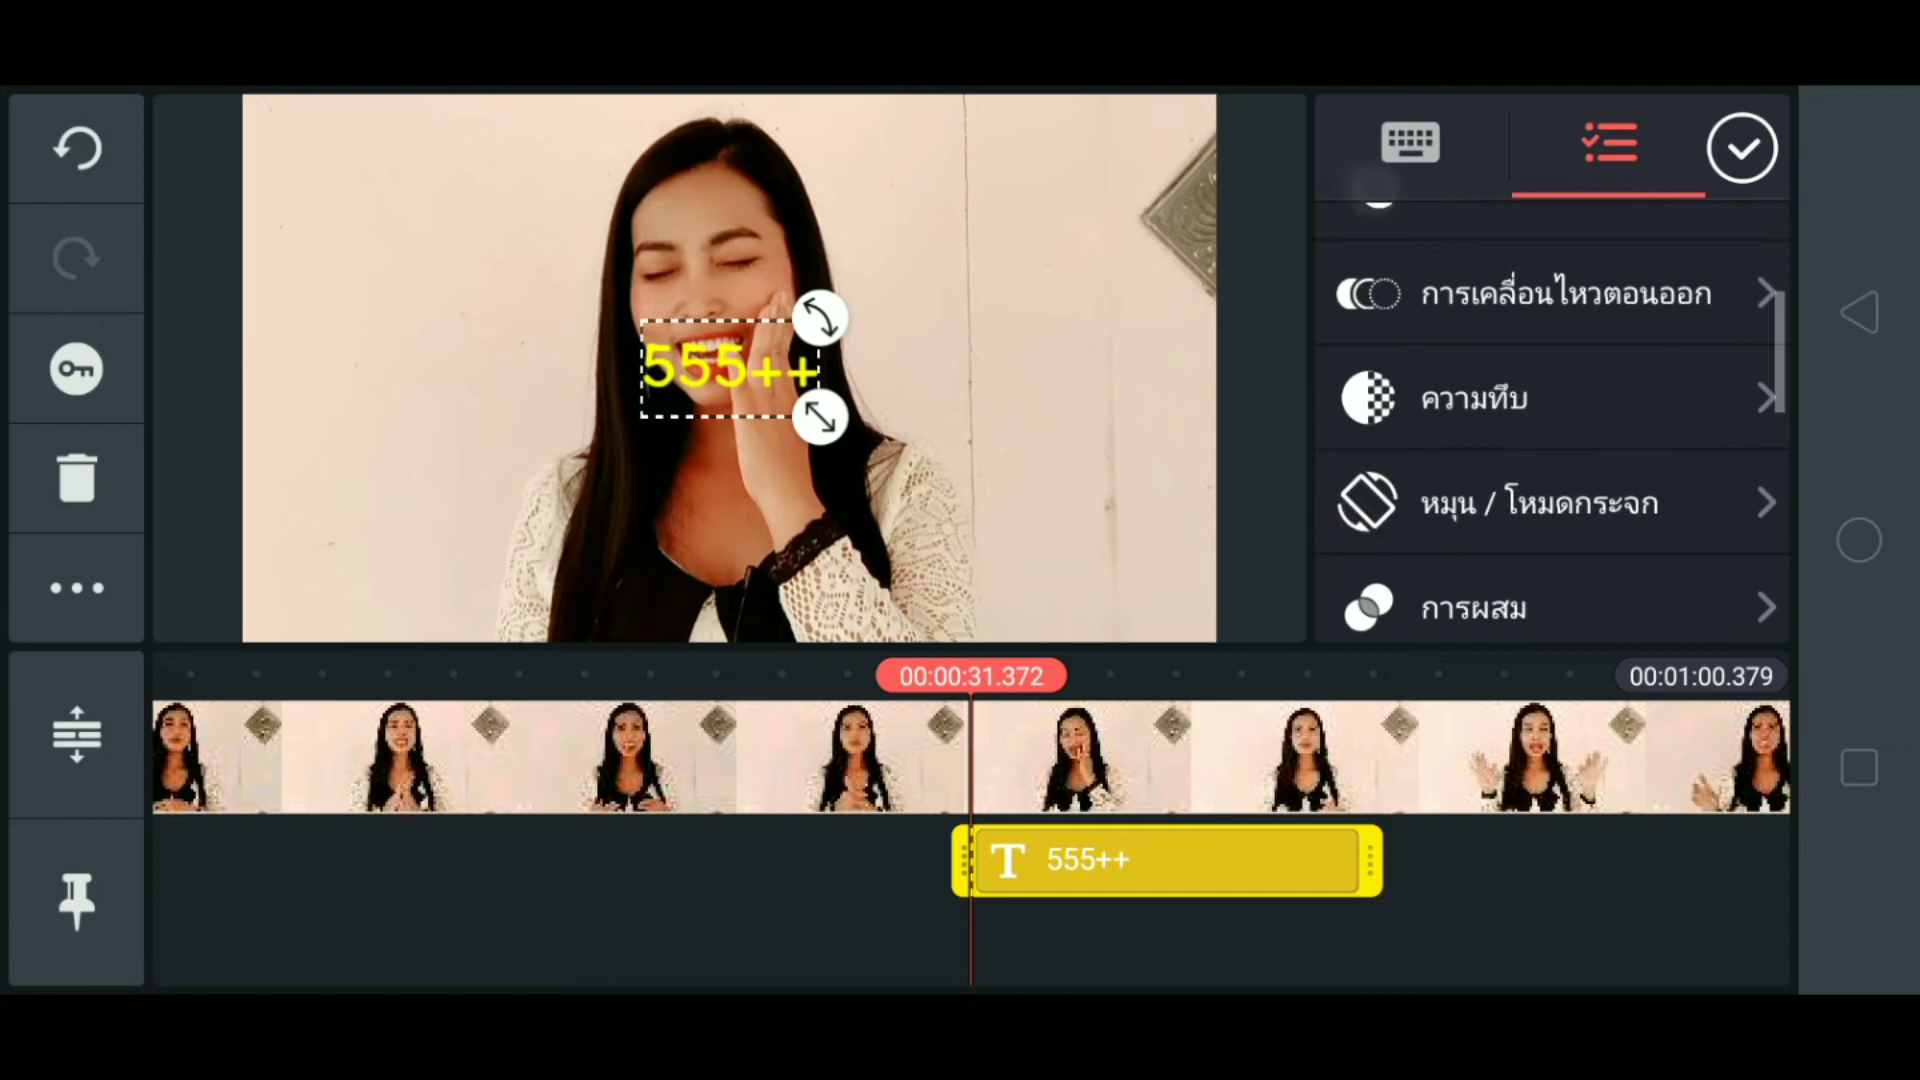 555++
การเคลื่อนไหวตอนออก
ความทึบ
หมุน / โหมดกระจก
การผสม
00:00:31.372
00:01:00.379
T 555++